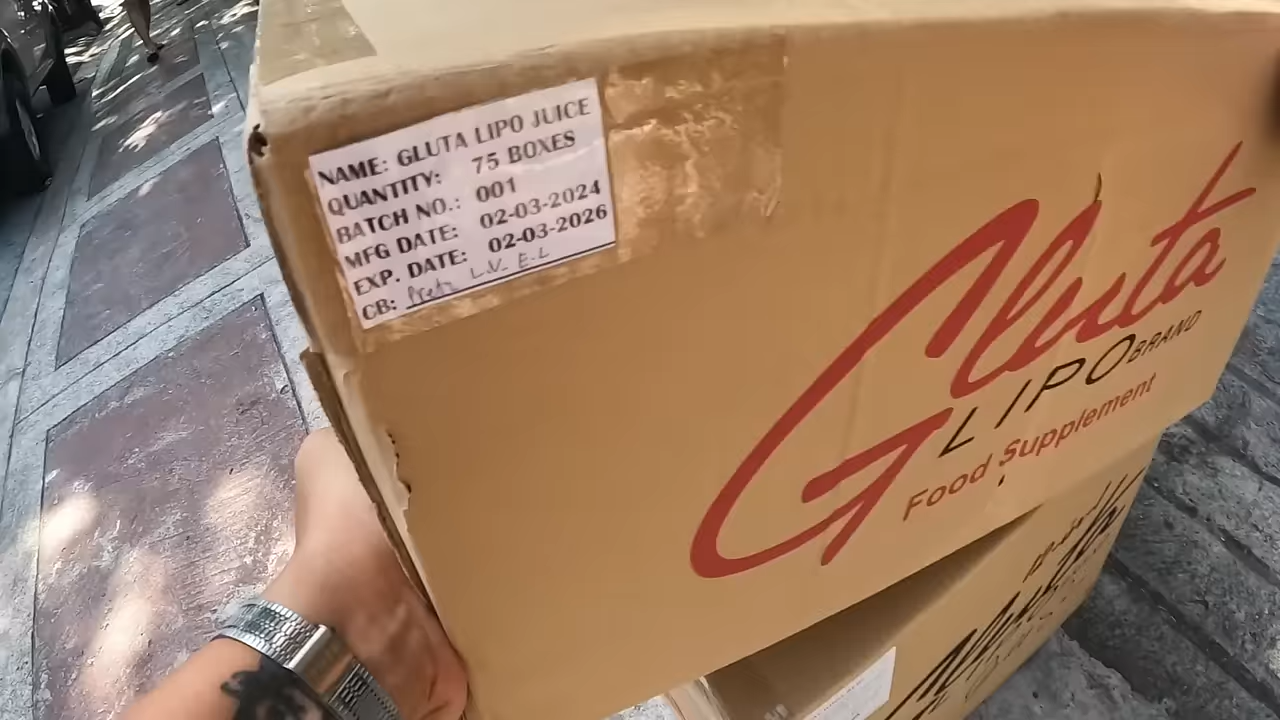 NAME: GLUTA LIPO JUICE
QUANTITY: 75 BOXES
BATCH NO.: 001
MFG DATE: 02-03-2024
EXP. DATE: 02-03-2026
CB: L.V. E.L
Gluta
LIPO BRAND
Food Supplement